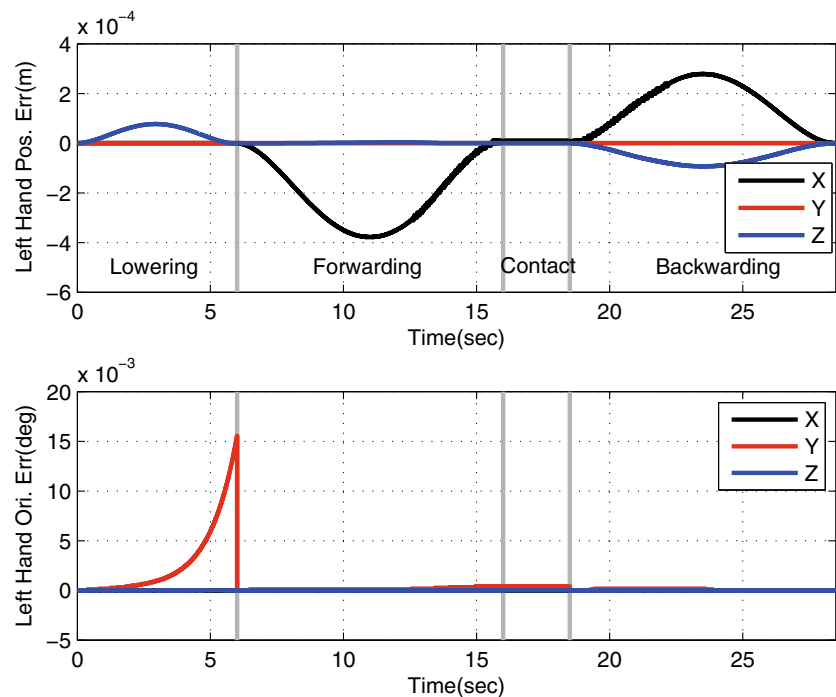 x 10⁻⁴
4
2
0
−2
−4
−6
Left Hand Pos. Err(m)
X
Y
Z
Lowering Forwarding Contact Backwarding
0 5 10 15 20 25
Time(sec)
x 10⁻³
20
15
10
5
0
−5
Left Hand Ori. Err(deg)
X
Y
Z
0 5 10 15 20 25
Time(sec)